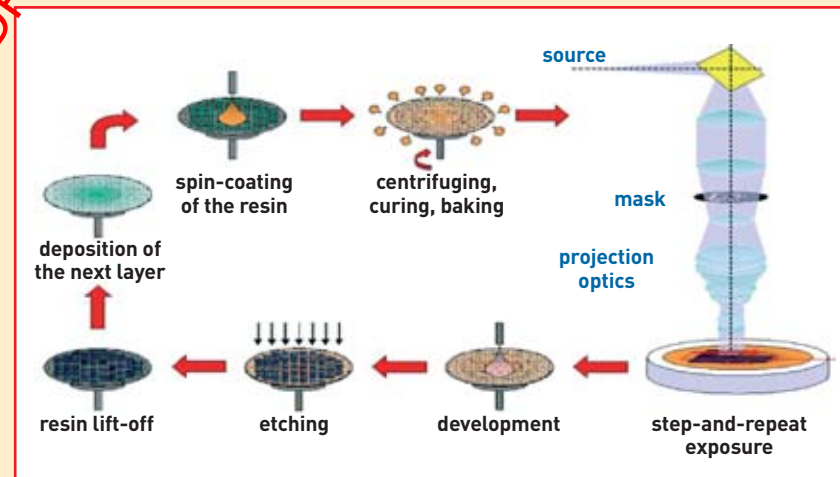 source
spin-coating
of the resin
centrifuging,
curing, baking
mask
deposition of
the next layer
projection
optics
resin lift-off
etching
development
step-and-repeat
exposure